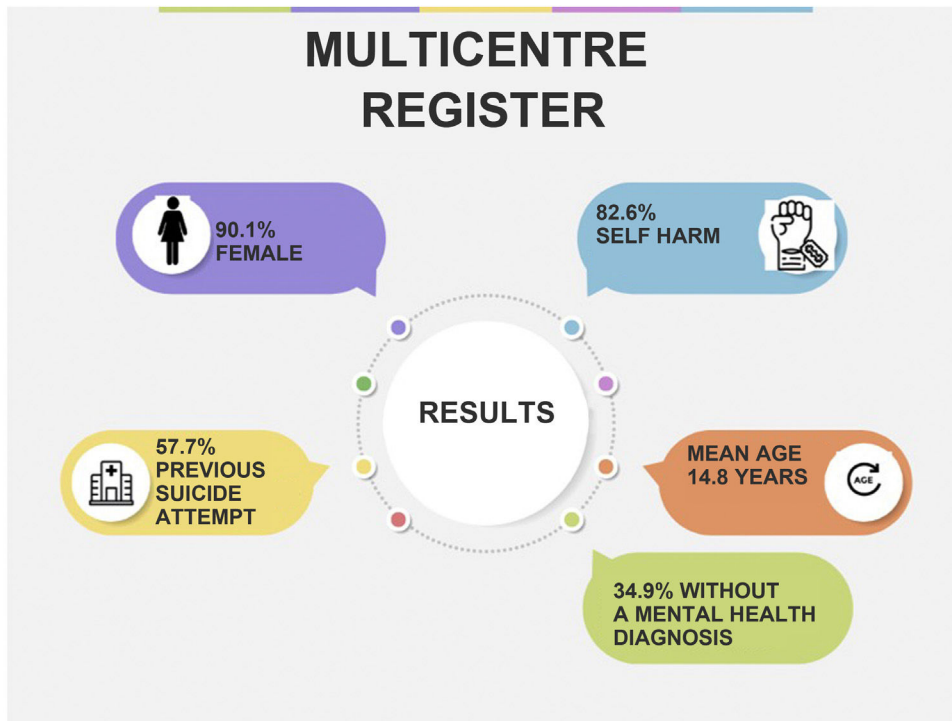 MULTICENTRE
REGISTER
90.1%
FEMALE
82.6%
SELF HARM
RESULTS
57.7%
PREVIOUS
SUICIDE
ATTEMPT
MEAN AGE
14.8 YEARS
AGE
34.9% WITHOUT
A MENTAL HEALTH
DIAGNOSIS